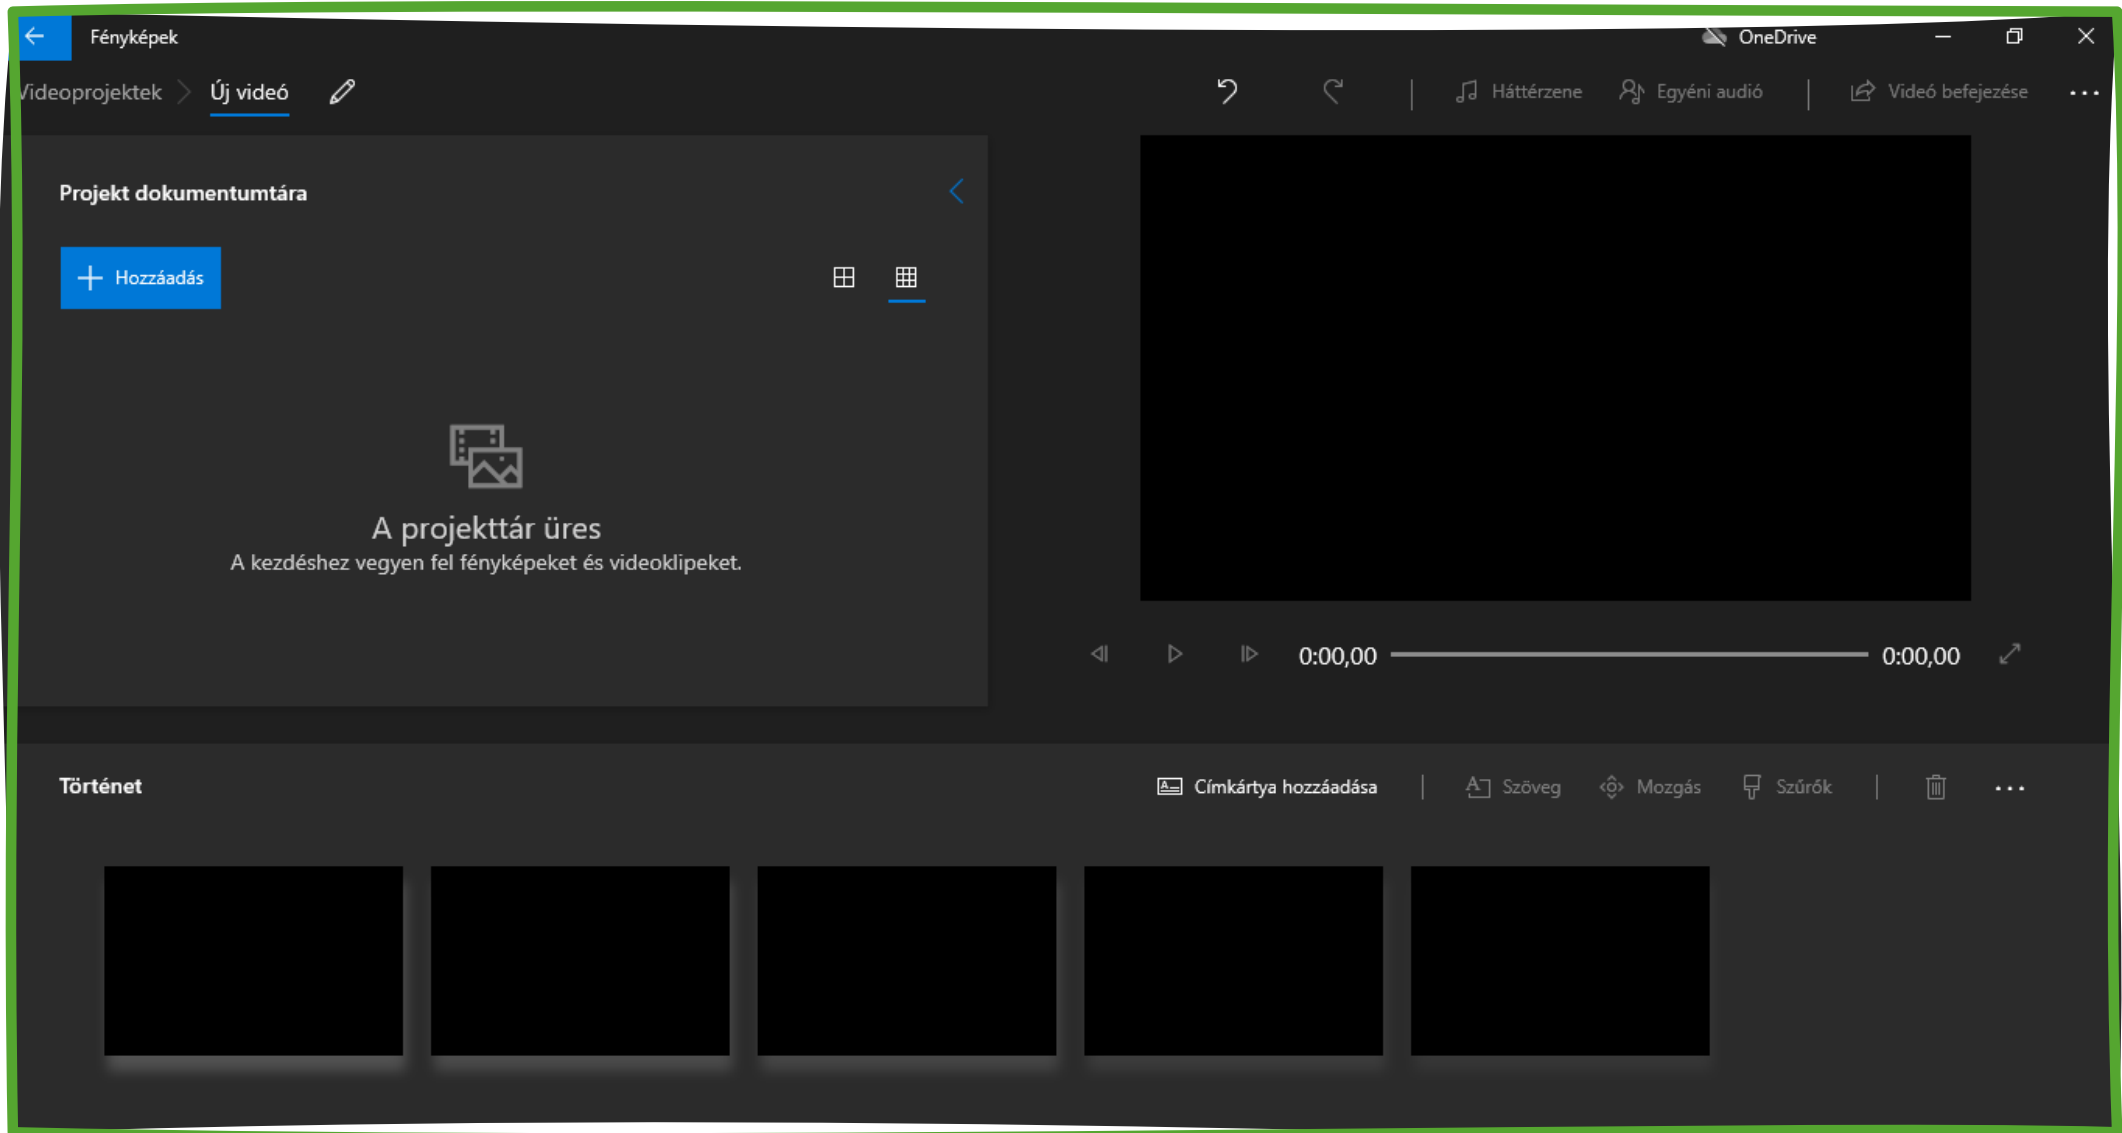 Fényképek
OneDrive
Videoprojektek
Új videó
Háttérzene
Egyéni audió
Videó befejezése
Projekt dokumentumtára
Hozzáadás
A projekttár üres
A kezdéshez vegyen fel fényképeket és videoklipeket.
0:00,00
0:00,00
Történet
Címkártya hozzáadása
Szöveg
Mozgás
Szűrők